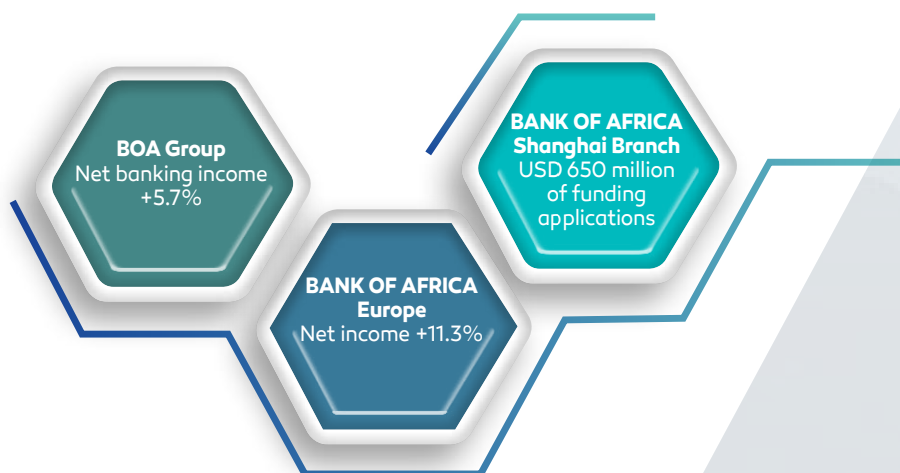 BOA Group
Net banking income
+5.7%
BANK OF AFRICA
Europe
Net income +11.3%
BANK OF AFRICA
Shanghai Branch
USD 650 million
of funding
applications